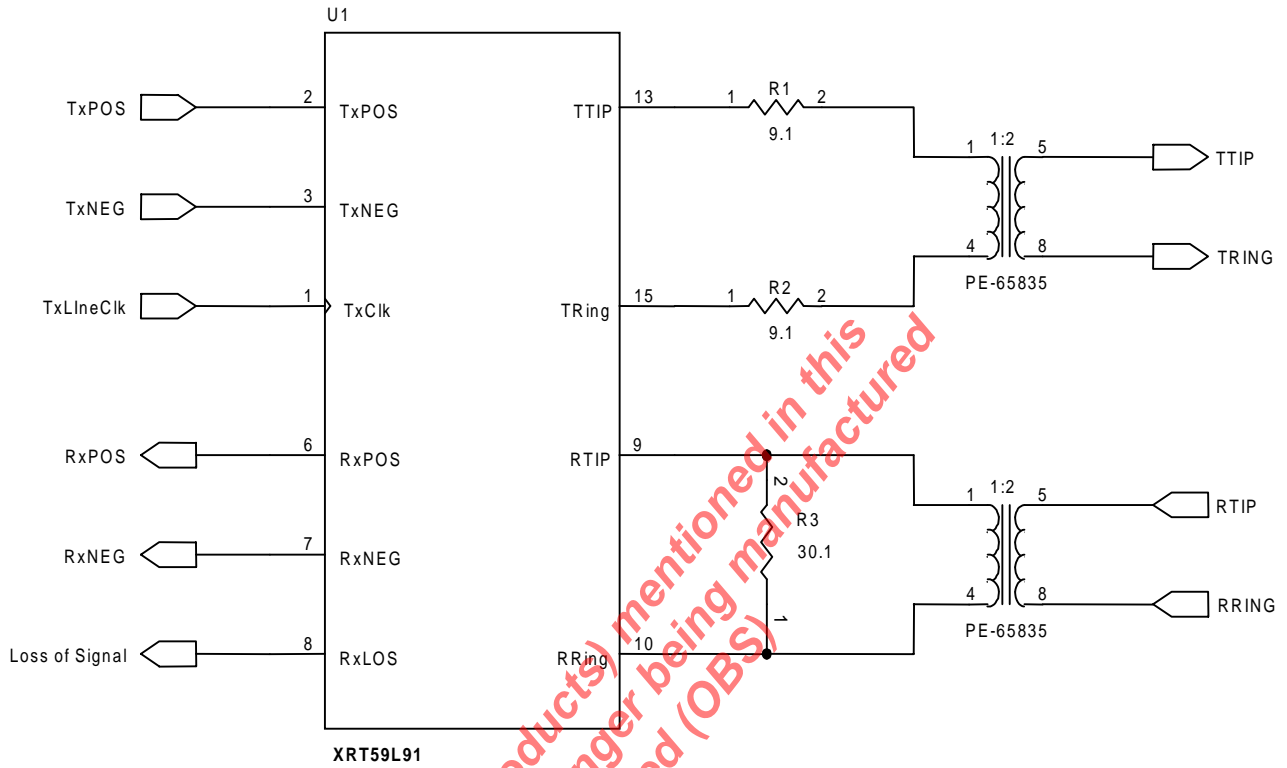 U1
TxPOS
2
TxPOS
TTIP
13
1
R1
2
9.1
1:2
1
5
TTIP
TxNEG
3
TxNEG
4
8
TRING
PE-65835
TxLIneClk
1
TxClk
TRing
15
1
R2
2
9.1
RxPOS
6
RxPOS
RTIP
9
2
R3
30.1
1
1:2
1
5
RTIP
RxNEG
7
RxNEG
4
8
RRING
PE-65835
Loss of Signal
8
RxLOS
RRing
10
XRT59L91
mentioned in this
being manufactured
(OBS)